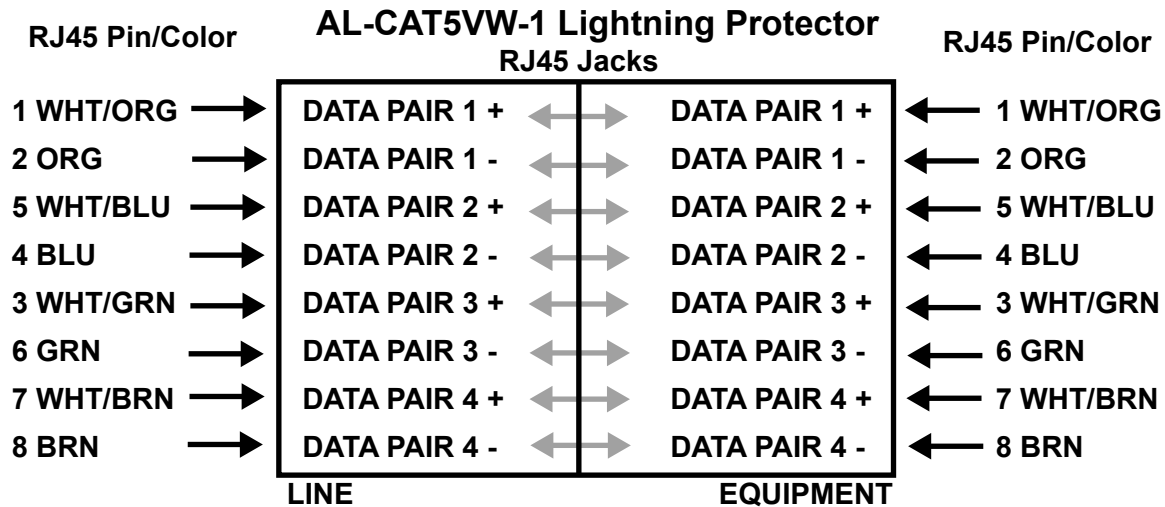 AL-CAT5VW-1 Lightning Protector
RJ45 Pin/Color RJ45 Jacks RJ45 Pin/Color
1 WHT/ORG DATA PAIR 1 + DATA PAIR 1 + 1 WHT/ORG
2 ORG DATA PAIR 1 - DATA PAIR 1 - 2 ORG
5 WHT/BLU DATA PAIR 2 + DATA PAIR 2 + 5 WHT/BLU
4 BLU DATA PAIR 2 - DATA PAIR 2 - 4 BLU
3 WHT/GRN DATA PAIR 3 + DATA PAIR 3 + 3 WHT/GRN
6 GRN DATA PAIR 3 - DATA PAIR 3 - 6 GRN
7 WHT/BRN DATA PAIR 4 + DATA PAIR 4 + 7 WHT/BRN
8 BRN DATA PAIR 4 - DATA PAIR 4 - 8 BRN
LINE EQUIPMENT